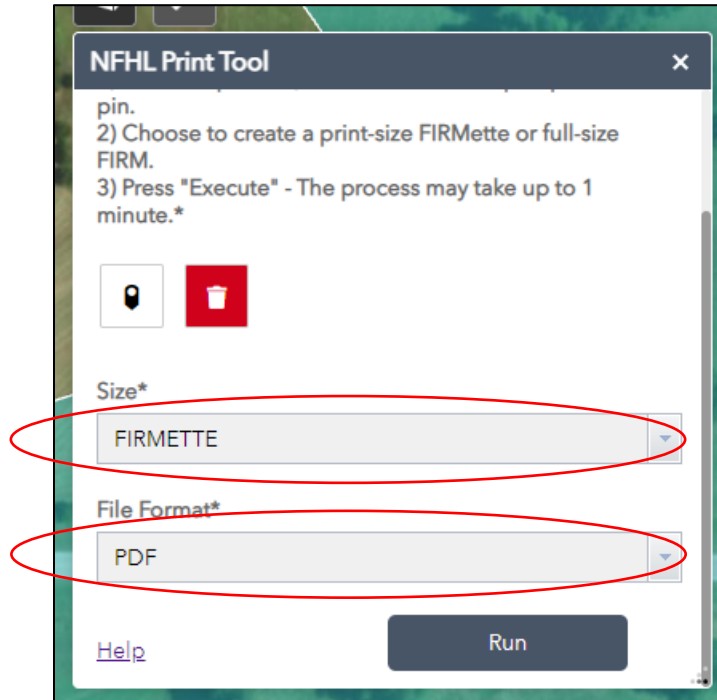 NFHL Print Tool
pin.
2) Choose to create a print-size FIRMette or full-size
FIRM.
3) Press "Execute" - The process may take up to 1
minute.*
Size*
FIRMETTE
File Format*
PDF
Help
Run